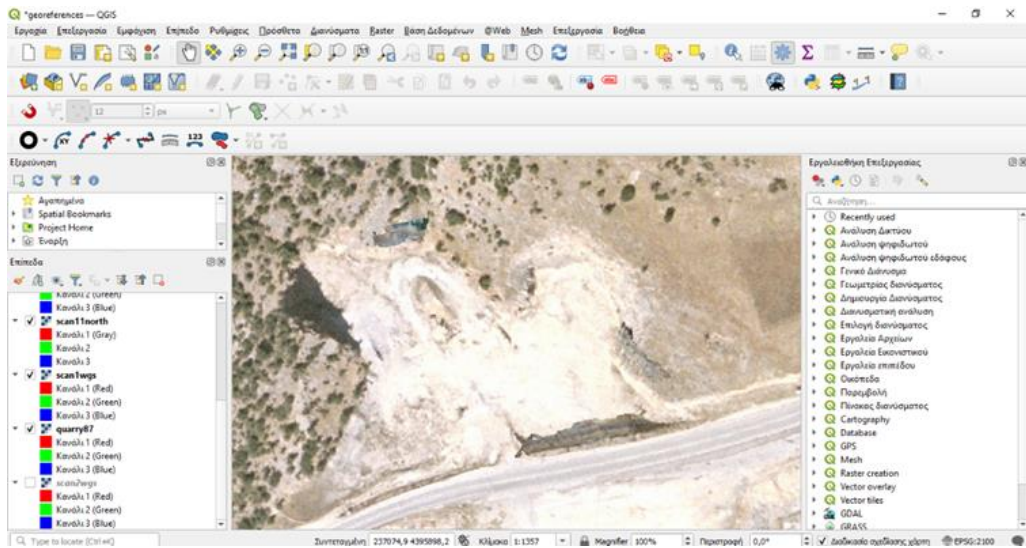 *georeferences — QGIS
Εργασία Επεξεργασία Εμφάνιση Επίπεδο Ρυθμίσεις Πρόσθετα Διανύσματα Raster Βάση Δεδομένων @Web Mesh Επεξεργασία Βοήθεια
12 px
123
Εξερεύνηση
Αγαπημένα
Spatial Bookmarks
Project Home
Έναρξη
Επίπεδα
Κανάλι 2 (Green)
Κανάλι 3 (Blue)
scan11north
Κανάλι 1 (Gray)
Κανάλι 2
Κανάλι 3
scan1wgs
Κανάλι 1 (Red)
Κανάλι 2 (Green)
Κανάλι 3 (Blue)
quarry87
Κανάλι 1 (Red)
Κανάλι 2 (Green)
Κανάλι 3 (Blue)
scan2wgs
Κανάλι 1 (Red)
Κανάλι 2 (Green)
Κανάλι 3 (Blue)
Εργαλειοθήκη Επεξεργασίας
Αναζήτηση...
Recently used
Ανάλυση Δικτύου
Ανάλυση ψηφιδωτού
Ανάλυση ψηφιδωτού εδάφους
Γενικό Διάνυσμα
Γεωμετρίας διανύσματος
Δημιουργία Διανύσματος
Διανυσματική ανάλυση
Επιλογή διανύσματος
Εργαλεία Αρχείων
Εργαλεία Εικονιστικού
Εργαλεία επιπέδου
Οικόπεδα
Παρεμβολή
Πίνακας διανύσματος
Cartography
Database
GPS
Mesh
Raster creation
Vector overlay
Vector tiles
GDAL
GRASS
Type to locate (Ctrl+K) Συντεταγμένη 237074,9 4395898,2 Κλίμακα 1:1357 Magnifier 100% Περιστροφή 0,0° Διαδικασία σχεδίασης χάρτη EPSG:2100